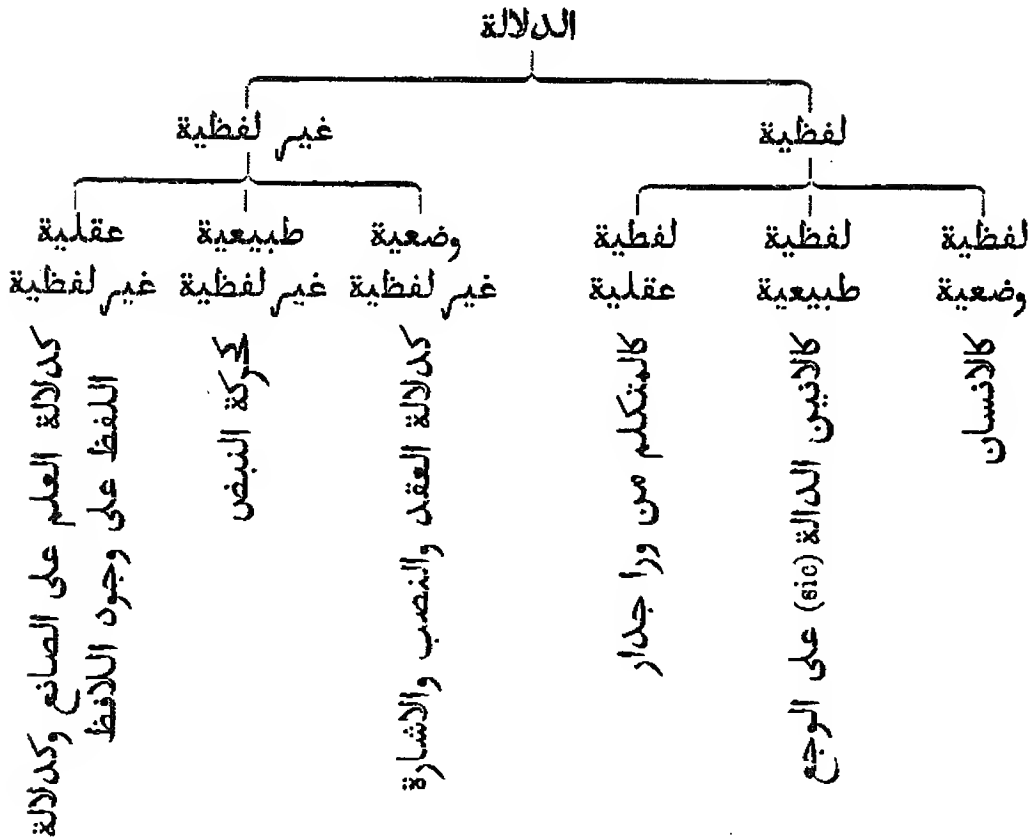 الدلالة
لفظية
غير لفظية
لفظية
وضعية
لفظية
طبيعية
لفطية
عقلية
وضعية
غير لفظية
طبيعية
غير لفظية
عقلية
غير لفظية
كالانسان
كالانين الدالة (sic) على الوجع
كالمتكلم من ورا جدار
كدلالة العقد والنصب والاشارة
كحركة النبض
كدلالة العلم على الصانع وكدلالة
اللفظ على وجود اللافظ